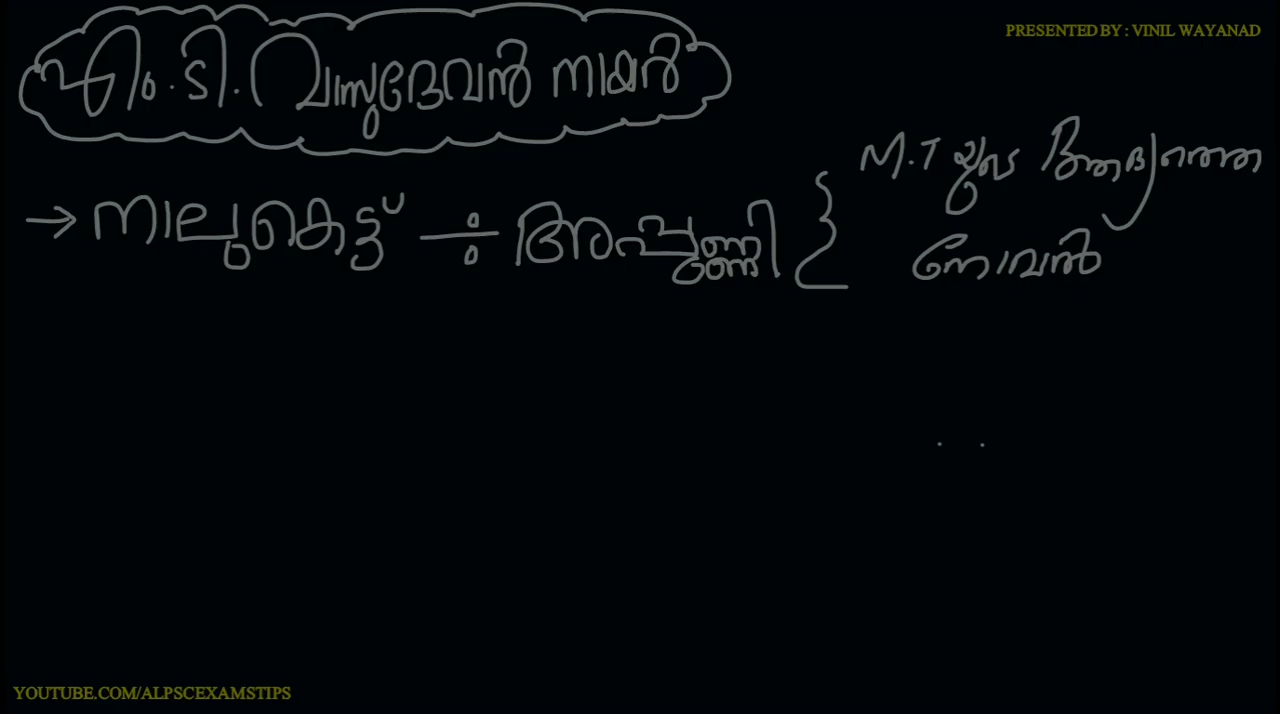 PRESENTED BY : VINIL WAYANAD
എം.ടി.വാസുദേവൻ നായർ
→ നാലുകെട്ട് ÷ അപ്പുണ്ണി } M.T യുടെ ആദ്യത്തെ
നോവൽ
YOUTUBE.COM/ALPSCEXAMSTIPS